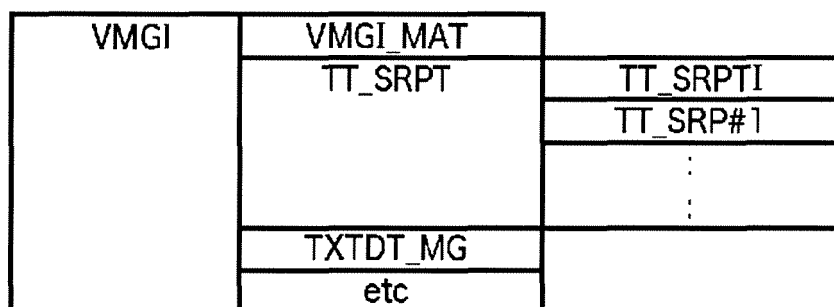 VMGI VMGI_MAT
TT_SRPT TT_SRPTI
TT_SRP#1
TXTDT_MG
etc